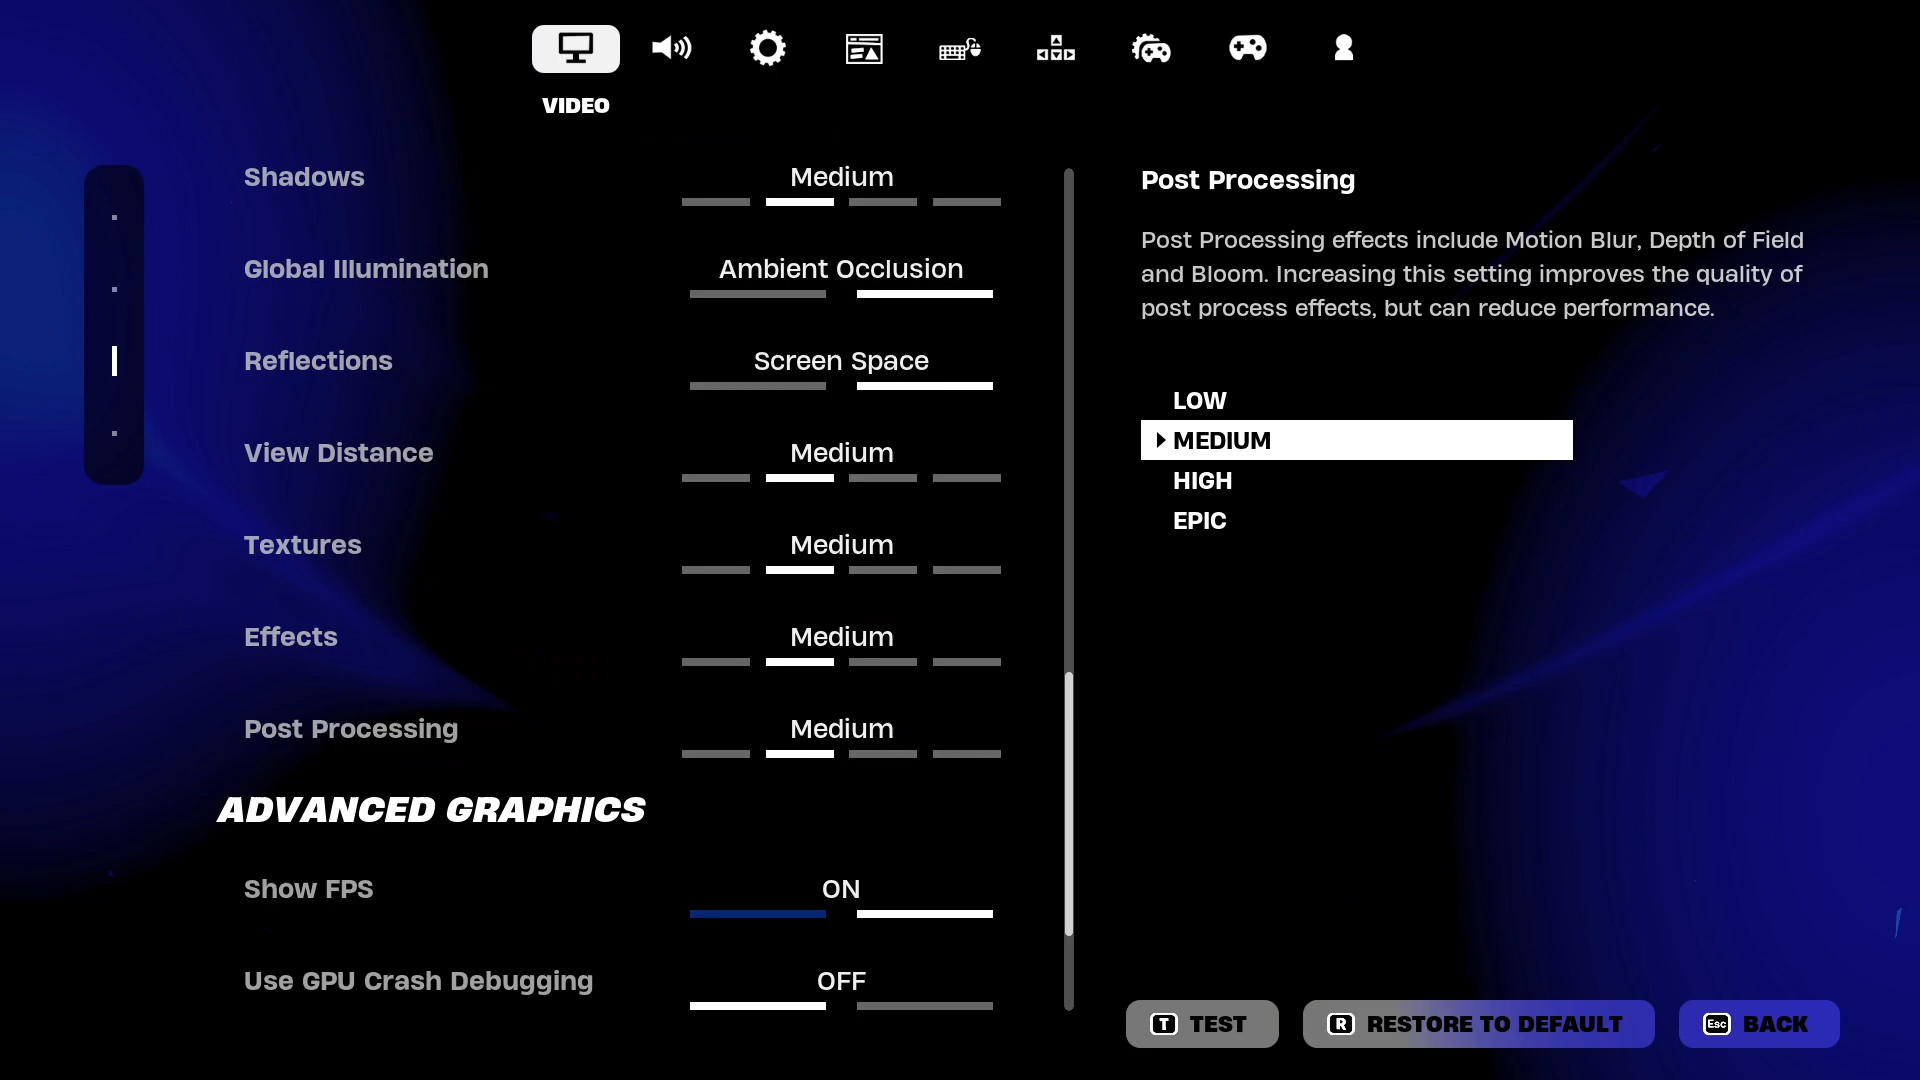 VIDEO
Shadows
Medium
Global Illumination
Ambient Occlusion
Reflections
Screen Space
View Distance
Medium
Textures
Medium
Effects
Medium
Post Processing
Medium
ADVANCED GRAPHICS
Show FPS
ON
Use GPU Crash Debugging
OFF
Post Processing
Post Processing effects include Motion Blur, Depth of Field
and Bloom. Increasing this setting improves the quality of
post process effects, but can reduce performance.
LOW
MEDIUM
HIGH
EPIC
T TEST
R RESTORE TO DEFAULT
Esc BACK